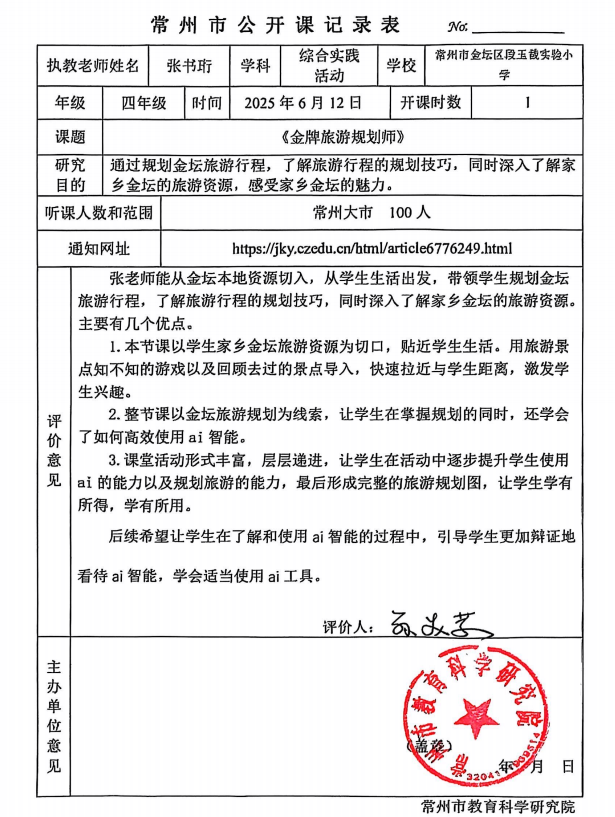 常州市公开课记录表 No:
执教老师姓名 张书珩 学科 综合实践活动 学校 常州市金坛区段玉裁实验小学
年级 四年级 时间 2025年6月12日 开课时数 1
课题 《金牌旅游规划师》
研究目的 通过规划金坛旅游行程，了解旅游行程的规划技巧，同时深入了解家
乡金坛的旅游资源，感受家乡金坛的魅力。
听课人数和范围 常州大市 100人
通知网址 https://jky.czedu.cn/html/article6776249.html
评价意见
张老师能从金坛本地资源切入，从学生生活出发，带领学生规划金坛
旅游行程，了解旅游行程的规划技巧，同时深入了解家乡金坛的旅游资源。
主要有几个优点。
1.本节课以学生家乡金坛旅游资源为切口，贴近学生生活。用旅游景
点知不知的游戏以及回顾去过的景点导入，快速拉近与学生距离，激发学
生兴趣。
2.整节课以金坛旅游规划为线索，让学生在掌握规划的同时，还学会
了如何高效使用ai智能。
3.课堂活动形式丰富，层层递进，让学生在活动中逐步提升学生使用
ai的能力以及规划旅游的能力，最后形成完整的旅游规划图，让学生学有
所得，学有所用。
后续希望让学生在了解和使用ai智能的过程中，引导学生更加辩证地
看待ai智能，学会适当使用ai工具。
评价人：
主办单位意见
常州市教育科学研究院
(盖章)
年 月 日
常州市教育科学研究院